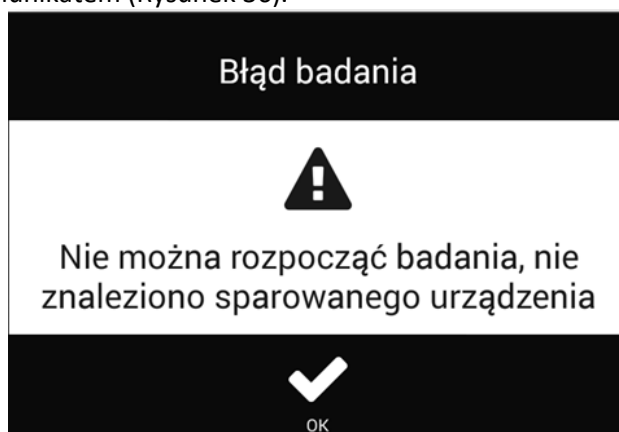 Błąd badania
Nie można rozpocząć badania, nie
znaleziono sparowanego urządzenia
OK